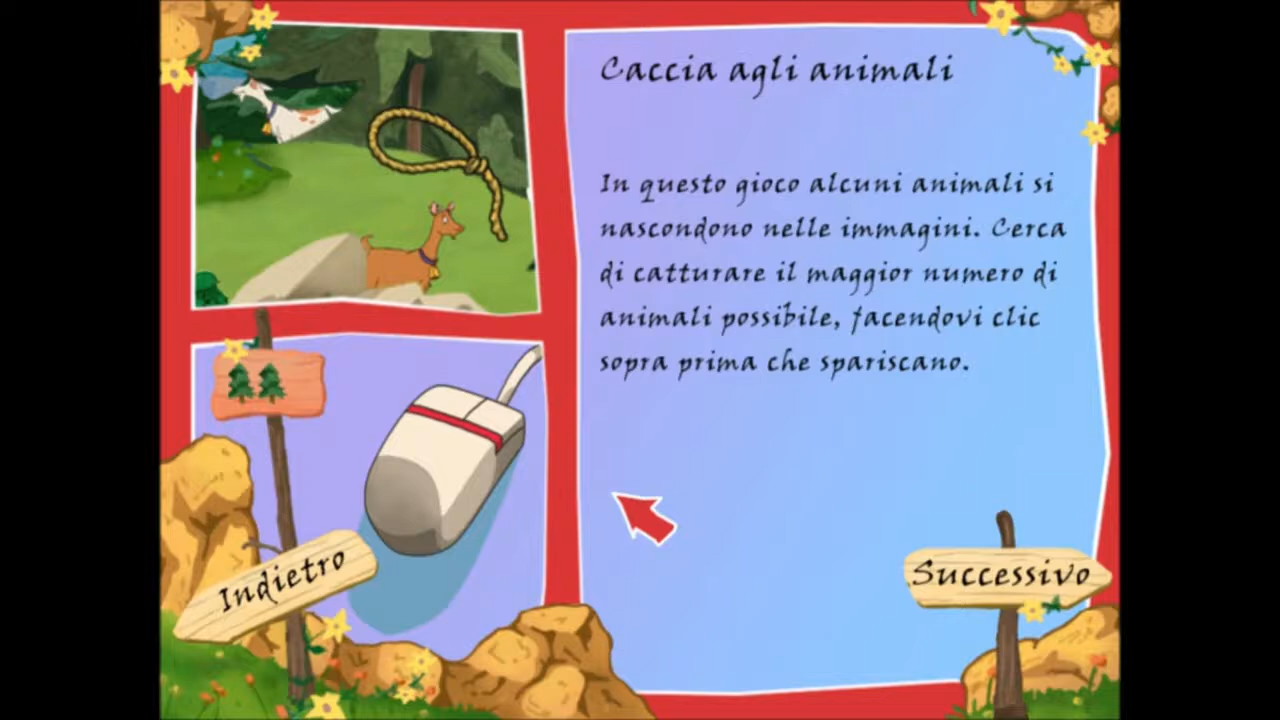 Caccia agli animali
In questo gioco alcuni animali si
nascondono nelle immagini. Cerca
di catturare il maggior numero di
animali possibile, facendovi clic
sopra prima che spariscano.
Indietro
Successivo